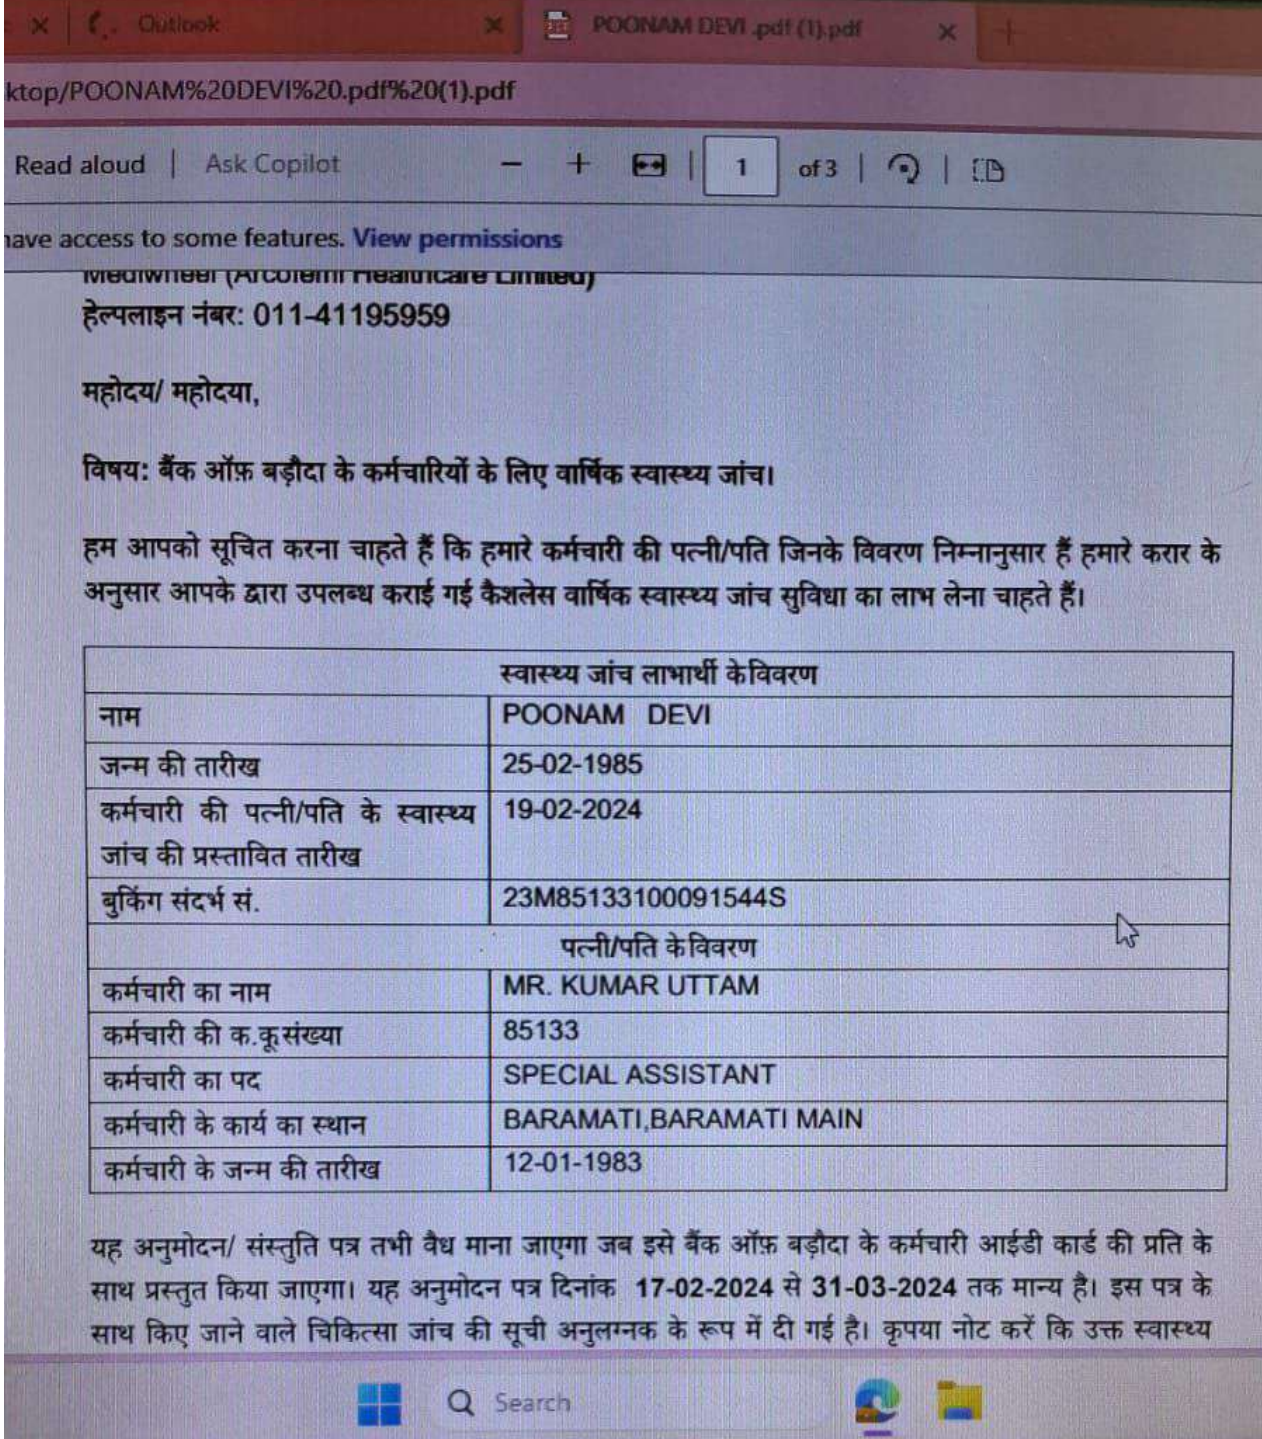 Outlook
POONAM DEVI .pdf (1).pdf
ktop/POONAM%20DEVI%20.pdf%20(1).pdf
Read aloud | Ask Copilot − + 1 of 3
have access to some features. View permissions
Mediwheel (Arcofemi Healthcare Limited)
हेल्पलाइन नंबर: 011-41195959
महोदय/ महोदया,
विषय: बैंक ऑफ़ बड़ौदा के कर्मचारियों के लिए वार्षिक स्वास्थ्य जांच।
हम आपको सूचित करना चाहते हैं कि हमारे कर्मचारी की पत्नी/पति जिनके विवरण निम्नानुसार हैं हमारे करार के
अनुसार आपके द्वारा उपलब्ध कराई गई कैशलेस वार्षिक स्वास्थ्य जांच सुविधा का लाभ लेना चाहते हैं।
स्वास्थ्य जांच लाभार्थी केविवरण
नाम POONAM DEVI
जन्म की तारीख 25-02-1985
कर्मचारी की पत्नी/पति के स्वास्थ्य 19-02-2024
जांच की प्रस्तावित तारीख
बुकिंग संदर्भ सं. 23M85133100091544S
पत्नी/पति केविवरण
कर्मचारी का नाम MR. KUMAR UTTAM
कर्मचारी की क.कूसंख्या 85133
कर्मचारी का पद SPECIAL ASSISTANT
कर्मचारी के कार्य का स्थान BARAMATI,BARAMATI MAIN
कर्मचारी के जन्म की तारीख 12-01-1983
यह अनुमोदन/ संस्तुति पत्र तभी वैध माना जाएगा जब इसे बैंक ऑफ़ बड़ौदा के कर्मचारी आईडी कार्ड की प्रति के
साथ प्रस्तुत किया जाएगा। यह अनुमोदन पत्र दिनांक 17-02-2024 से 31-03-2024 तक मान्य है। इस पत्र के
साथ किए जाने वाले चिकित्सा जांच की सूची अनुलग्नक के रूप में दी गई है। कृपया नोट करें कि उक्त स्वास्थ्य
Search